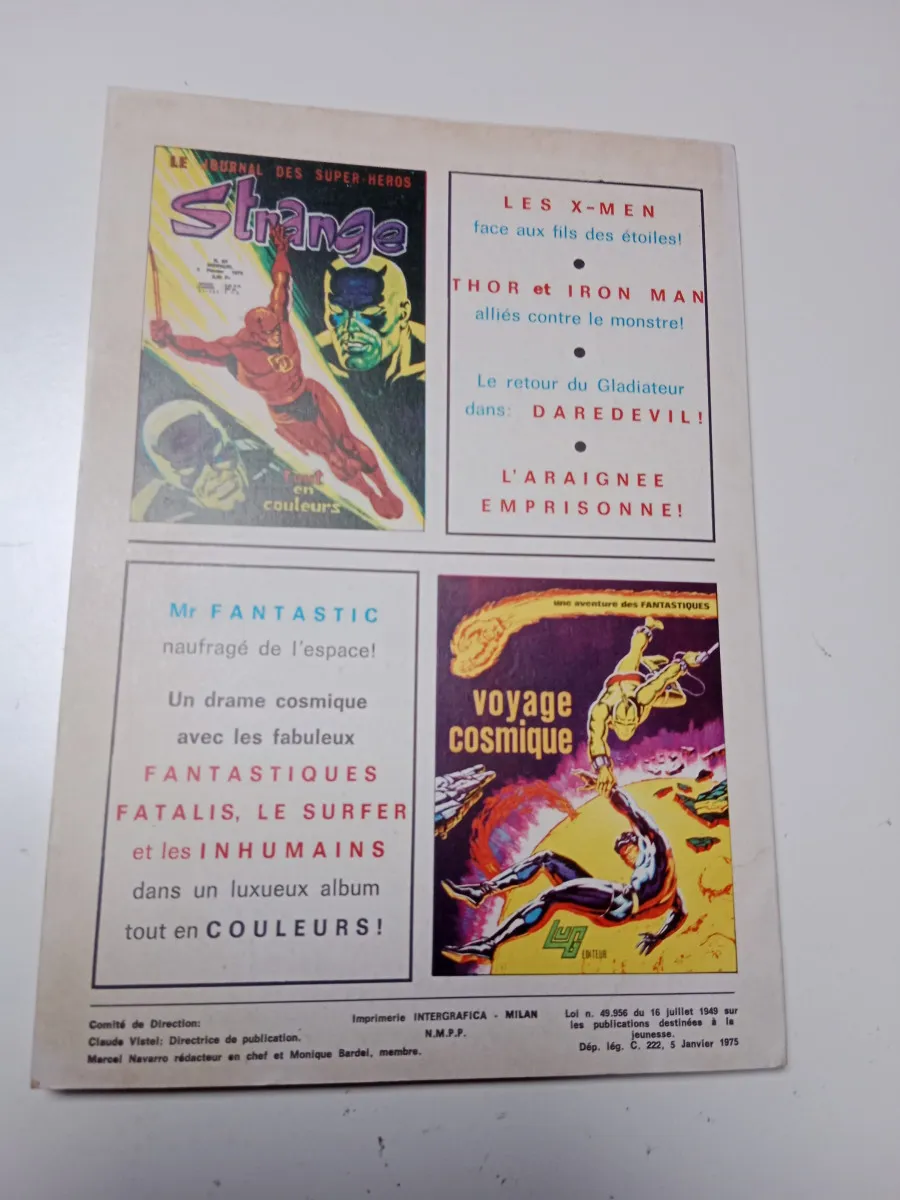 LE JOURNAL DES SUPER-HEROS
Strange
LES X-MEN
face aux fils des étoiles!
THOR et IRON MAN
alliés contre le monstre!
Le retour du Gladiateur
dans: DAREDEVIL!
L'ARAIGNEE
EMPRISONNE!
Tout
en
couleurs
Mr FANTASTIC
naufragé de l'espace!
Un drame cosmique
avec les fabuleux
FANTASTIQUES
FATALIS, LE SURFER
et les INHUMAINS
dans un luxueux album
tout en COULEURS!
une aventure des FANTASTIQUES
voyage
cosmique
LUG
EDITEUR
Comité de Direction:
Claude Vistel: Directrice de publication.
Marcel Navarro rédacteur en chef et Monique Bardel, membre.
Imprimerie INTERGRAFICA - MILAN
N.M.P.P.
Loi n. 49.956 du 16 juillet 1949 sur
les publications destinées à la
jeunesse.
Dép. lég. C. 222, 5 Janvier 1975